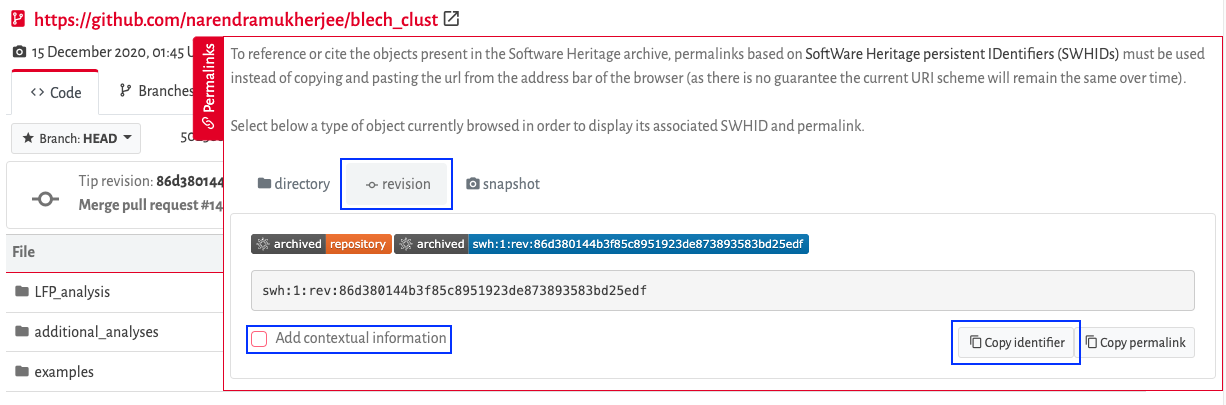 https://github.com/narendramukherjee/blech_clust
15 December 2020, 01:45
Code
Branches
Permalinks
Branch: HEAD
Tip revision: 86d380144
Merge pull request #14
File
LFP_analysis
additional_analyses
examples
To reference or cite the objects present in the Software Heritage archive, permalinks based on SoftWare Heritage persistent IDentifiers (SWHIDs) must be used
instead of copying and pasting the url from the address bar of the browser (as there is no guarantee the current URI scheme will remain the same over time).
Select below a type of object currently browsed in order to display its associated SWHID and permalink.
directory
revision
snapshot
archived repository archived swh:1:rev:86d380144b3f85c8951923de873893583bd25edf
swh:1:rev:86d380144b3f85c8951923de873893583bd25edf
Add contextual information
Copy identifier
Copy permalink